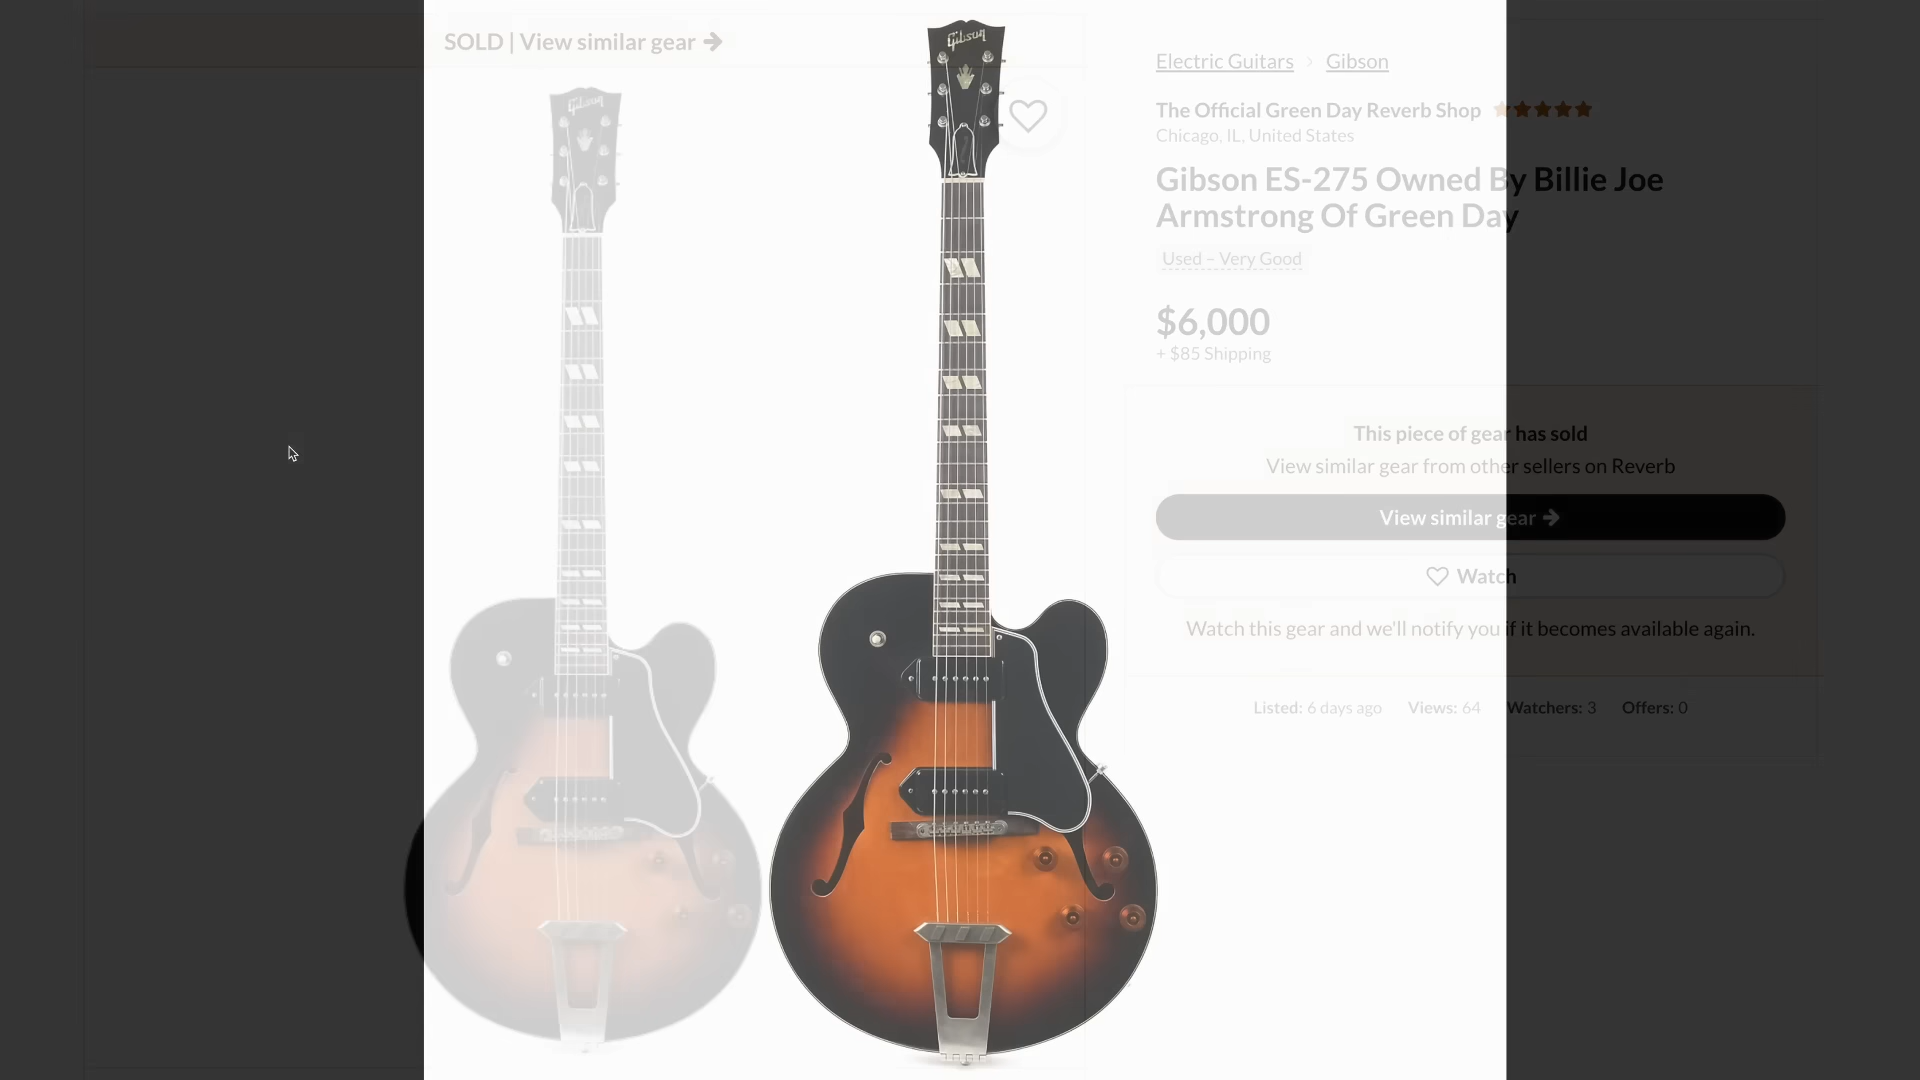 SOLD | View similar gear
Gibson
Gibson
Electric Guitars › Gibson
The Official Green Day Reverb Shop
Chicago, IL, United States
Gibson ES-275 Owned By Billie Joe
Armstrong Of Green Day
Used – Very Good
$6,000
+ $85 Shipping
This piece of gear has sold
View similar gear from other sellers on Reverb
View similar gear
Watch
Watch this gear and we'll notify you if it becomes available again.
Listed: 6 days ago Views: 64 Watchers: 3 Offers: 0